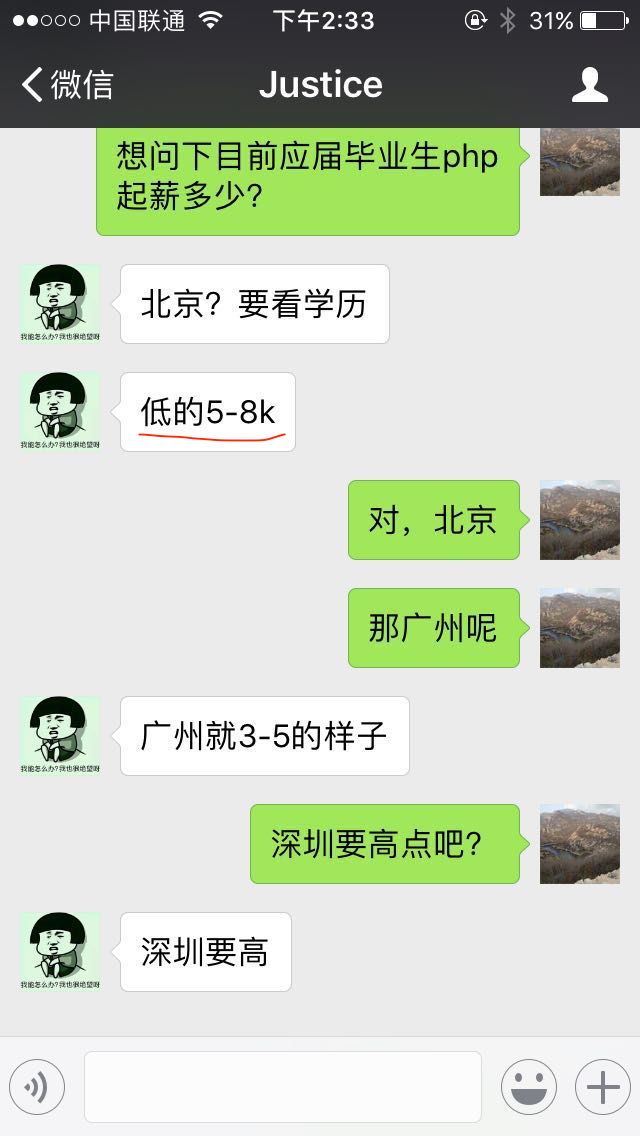 中国联通 下午2:33 31%
微信 Justice
想问下目前应届毕业生php
起薪多少？
北京？要看学历
我能怎么办?我也很绝望呀
低的5-8k
我能怎么办?我也很绝望呀
对，北京
那广州呢
广州就3-5的样子
我能怎么办?我也很绝望呀
深圳要高点吧？
深圳要高
我能怎么办?我也很绝望呀